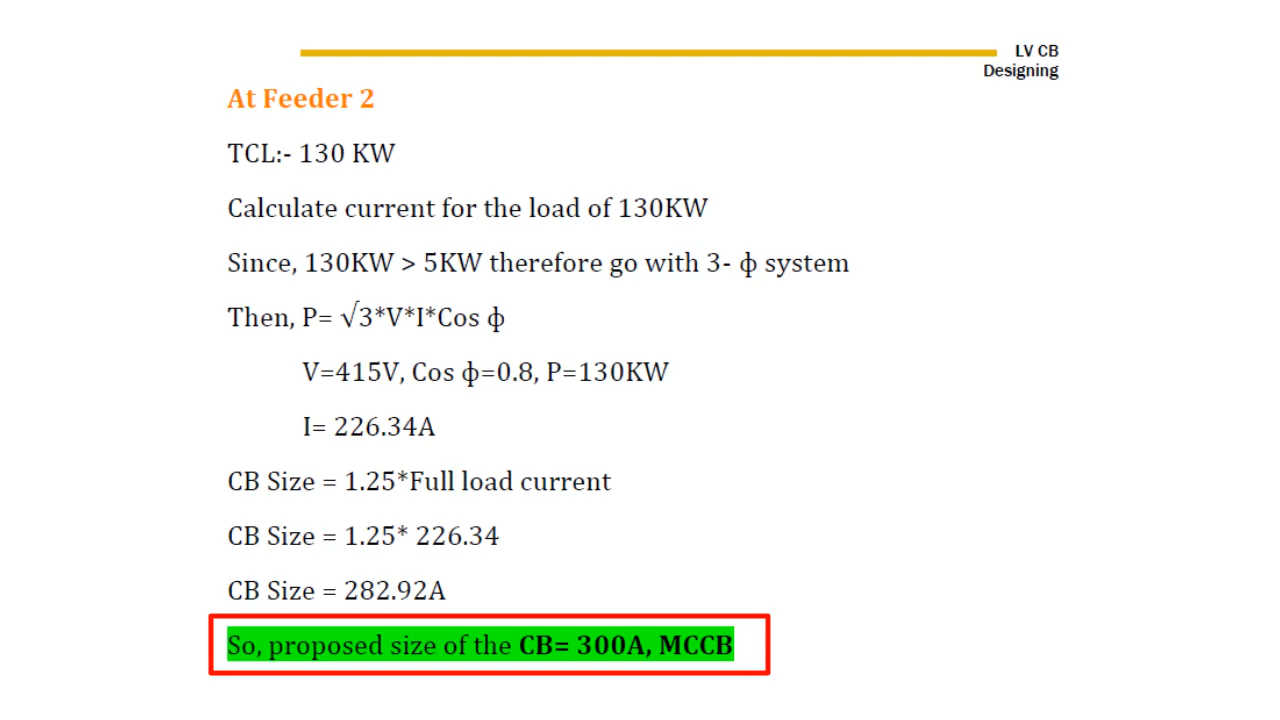 LV CB
Designing
At Feeder 2
TCL:- 130 KW
Calculate current for the load of 130KW
Since, 130KW > 5KW therefore go with 3- ф system
Then, P= √3*V*I*Cos ф
V=415V, Cos ф=0.8, P=130KW
I= 226.34A
CB Size = 1.25*Full load current
CB Size = 1.25* 226.34
CB Size = 282.92A
So, proposed size of the CB= 300A, MCCB